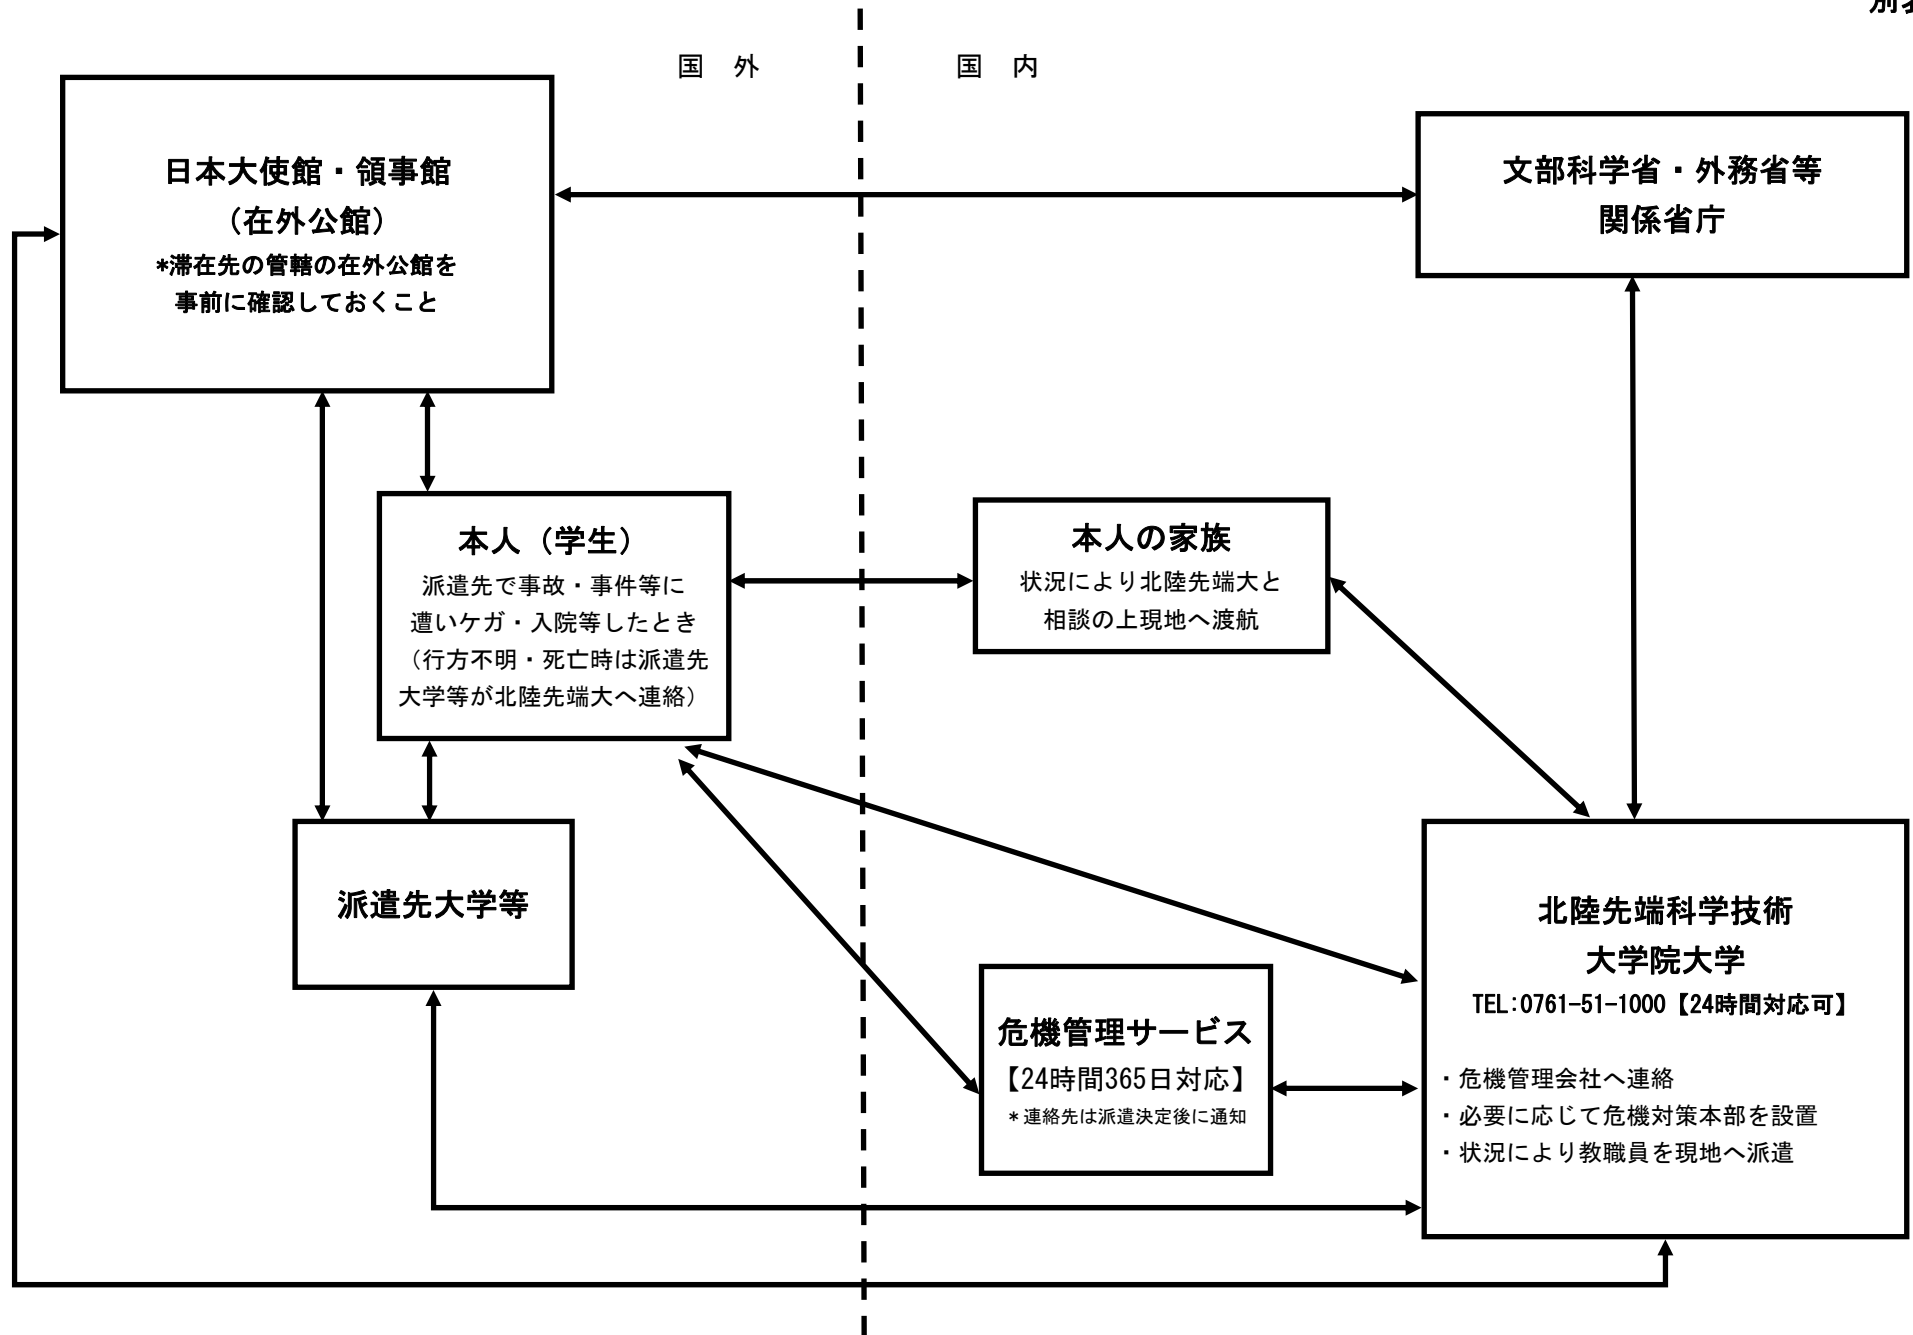 国　外
国　内
日本大使館・領事館
（在外公館）
*滞在先の管轄の在外公館を
事前に確認しておくこと
文部科学省・外務省等
関係省庁
本人（学生）
派遣先で事故・事件等に
遭いケガ・入院等したとき
（行方不明・死亡時は派遣先
大学等が北陸先端大へ連絡）
本人の家族
状況により北陸先端大と
相談の上現地へ渡航
派遣先大学等
危機管理サービス
【24時間365日対応】
*連絡先は派遣決定後に通知
北陸先端科学技術
大学院大学
TEL:0761-51-1000【24時間対応可】
・危機管理会社へ連絡
・必要に応じて危機対策本部を設置
・状況により教職員を現地へ派遣